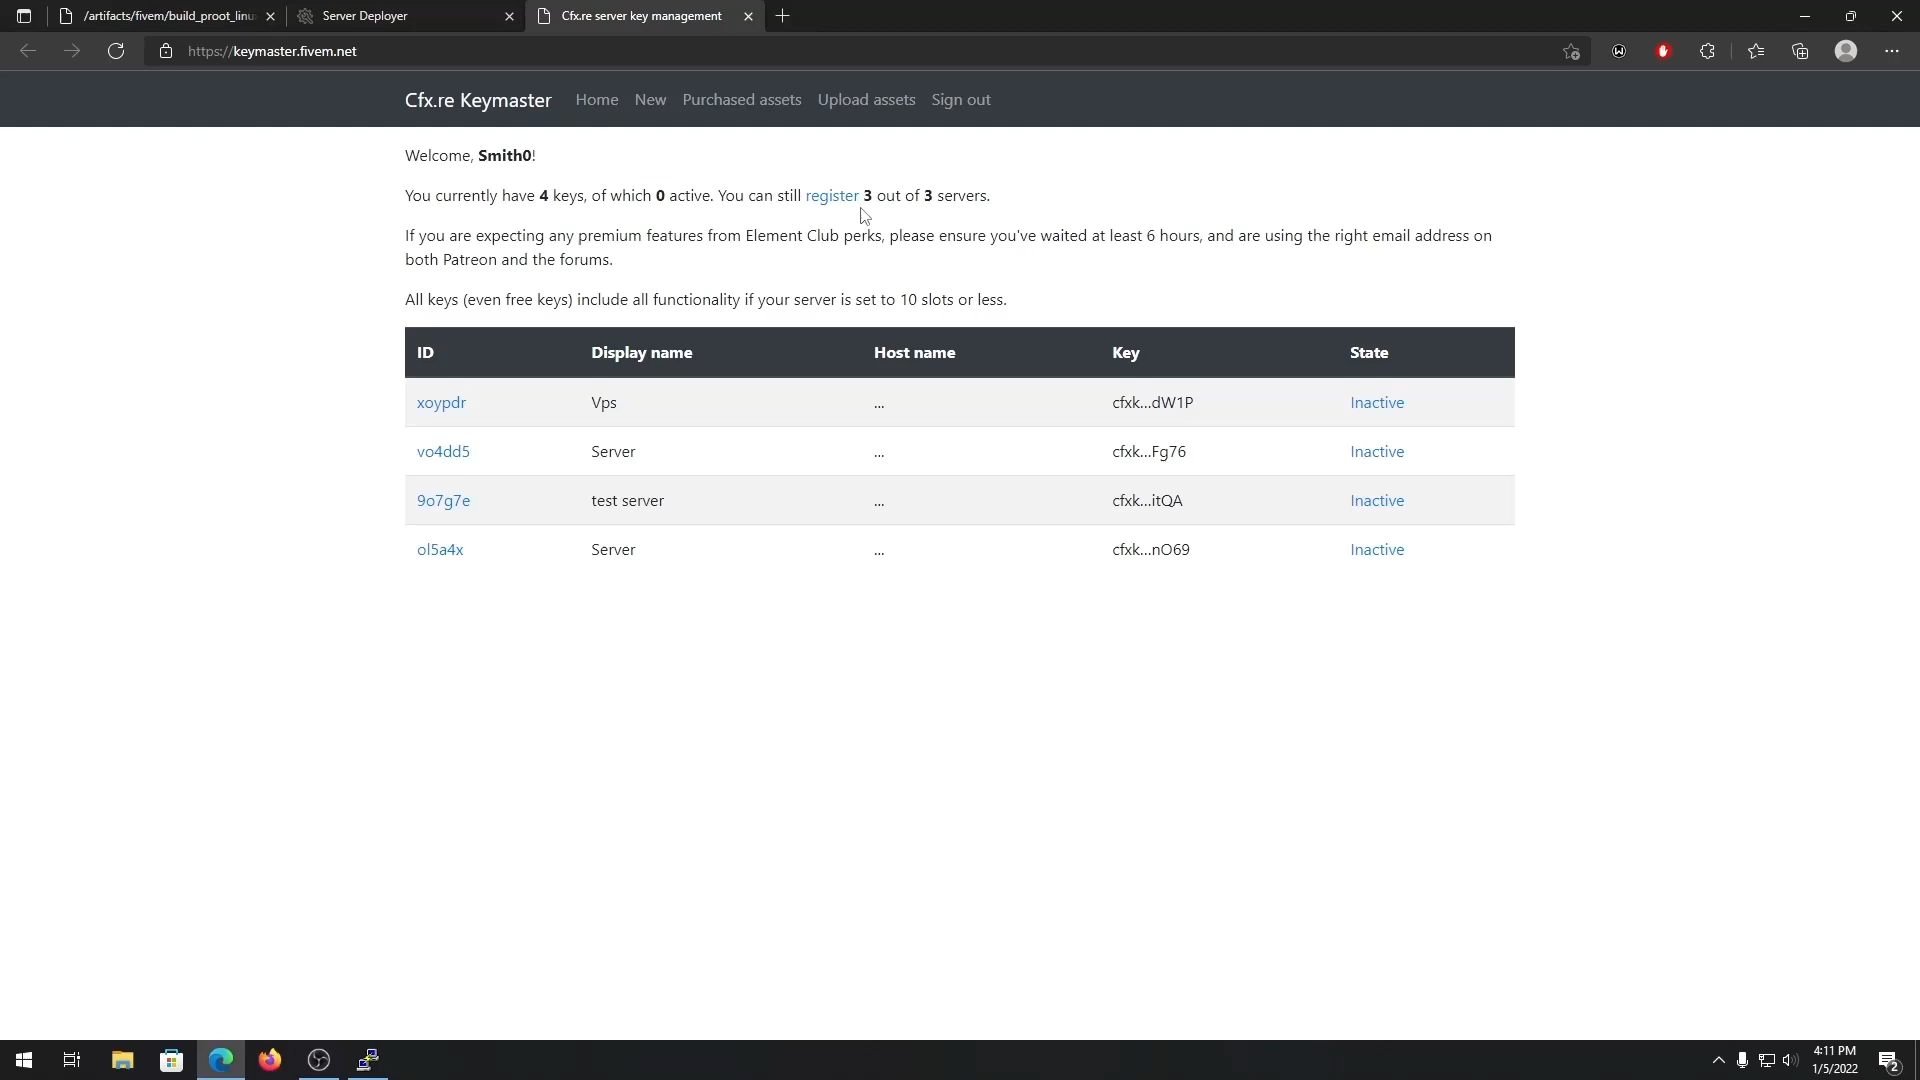 /artifacts/fivem/build_proot_linu
Server Deployer
Cfx.re server key management
https://keymaster.fivem.net
Cfx.re Keymaster Home New Purchased assets Upload assets Sign out
Welcome, Smith0!
You currently have 4 keys, of which 0 active. You can still register 3 out of 3 servers.
If you are expecting any premium features from Element Club perks, please ensure you've waited at least 6 hours, and are using the right email address on
both Patreon and the forums.
All keys (even free keys) include all functionality if your server is set to 10 slots or less.
ID Display name Host name Key State
xoypdr Vps ... cfxk...dW1P Inactive
vo4dd5 Server ... cfxk...Fg76 Inactive
9o7g7e test server ... cfxk...itQA Inactive
ol5a4x Server ... cfxk...nO69 Inactive
4:11 PM
1/5/2022
2